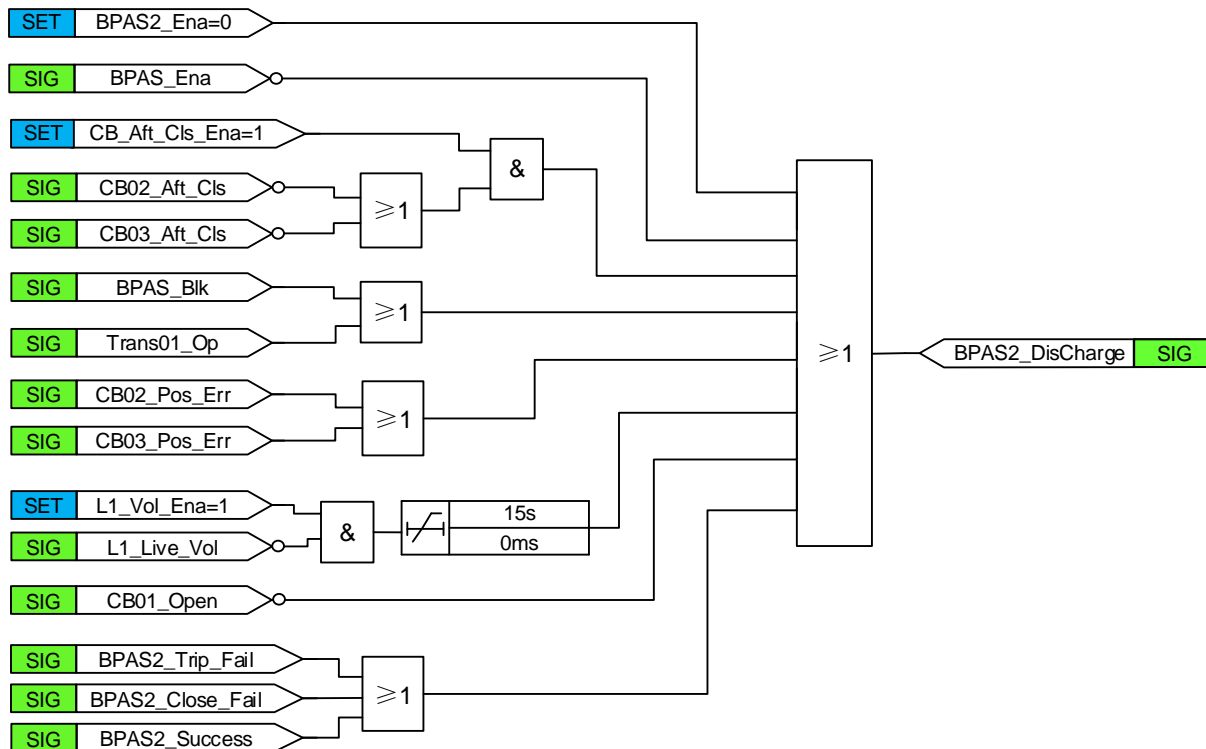 SET BPAS2_Ena=0
SIG BPAS_Ena
SET CB_Aft_Cls_Ena=1
&
SIG CB02_Aft_Cls
≥1
SIG CB03_Aft_Cls
SIG BPAS_Blk
≥1
SIG Trans01_Op
≥1
BPAS2_DisCharge SIG
SIG CB02_Pos_Err
≥1
SIG CB03_Pos_Err
SET L1_Vol_Ena=1
&
15s
0ms
SIG L1_Live_Vol
SIG CB01_Open
SIG BPAS2_Trip_Fail
SIG BPAS2_Close_Fail
≥1
SIG BPAS2_Success